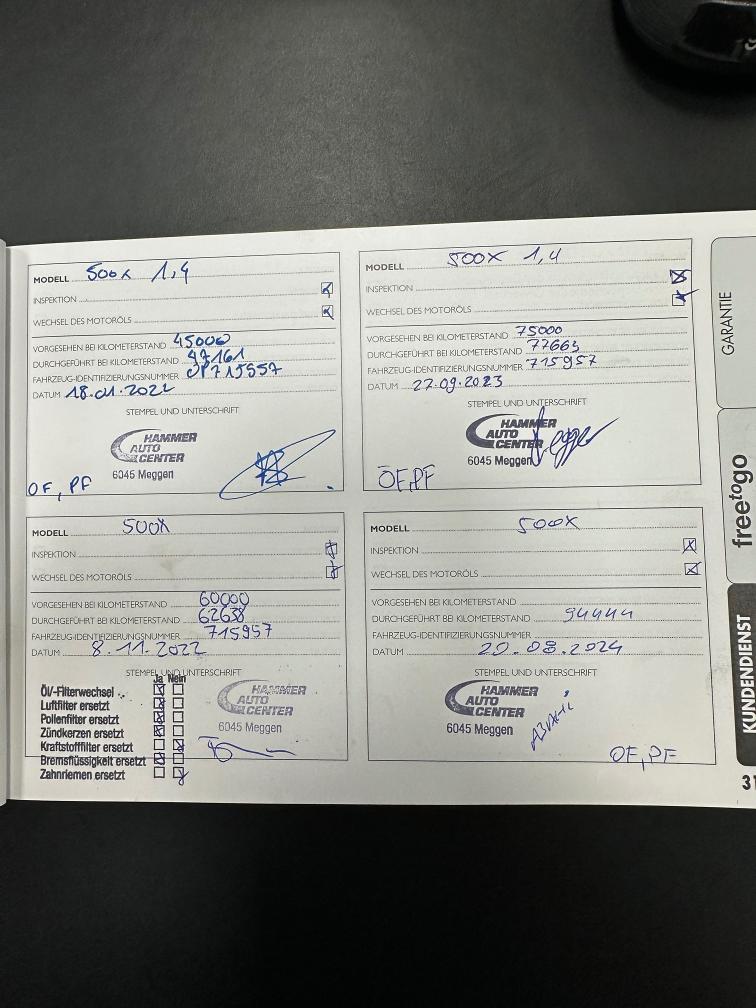 MODELL 500x 1,4
INSPEKTION
WECHSEL DES MOTORÖLS
VORGESEHEN BEI KILOMETERSTAND 45000
DURCHGEFÜHRT BEI KILOMETERSTAND 47161
FAHRZEUG-IDENTIFIZIERUNGSNUMMER 0P715957
DATUM 18.01.2022
STEMPEL UND UNTERSCHRIFT
HAMMER
AUTO
CENTER
6045 Meggen
OF, PF
MODELL 500X 1,4
INSPEKTION
WECHSEL DES MOTORÖLS
VORGESEHEN BEI KILOMETERSTAND 75000
DURCHGEFÜHRT BEI KILOMETERSTAND 77663
FAHRZEUG-IDENTIFIZIERUNGSNUMMER 715957
DATUM 27.09.2023
STEMPEL UND UNTERSCHRIFT
HAMMER
AUTO
CENTER
6045 Meggen
ÖF,PF
MODELL 500X
INSPEKTION
WECHSEL DES MOTORÖLS
VORGESEHEN BEI KILOMETERSTAND 60000
DURCHGEFÜHRT BEI KILOMETERSTAND 62638
FAHRZEUG-IDENTIFIZIERUNGSNUMMER 715957
DATUM 8.11.2022
STEMPEL UND UNTERSCHRIFT
Ja Nein
ÖV-Filterwechsel
Luftfilter ersetzt
Pollenfilter ersetzt
Zündkerzen ersetzt
Kraftstofffilter ersetzt
Bremsflüssigkeit ersetzt
Zahnriemen ersetzt
HAMMER
AUTO
CENTER
6045 Meggen
MODELL 500X
INSPEKTION
WECHSEL DES MOTORÖLS
VORGESEHEN BEI KILOMETERSTAND
DURCHGEFÜHRT BEI KILOMETERSTAND 94444
FAHRZEUG-IDENTIFIZIERUNGSNUMMER
DATUM 20.08.2024
STEMPEL UND UNTERSCHRIFT
HAMMER
AUTO
CENTER
6045 Meggen
OF, PF
GARANTIE
freetogo
KUNDENDIENST